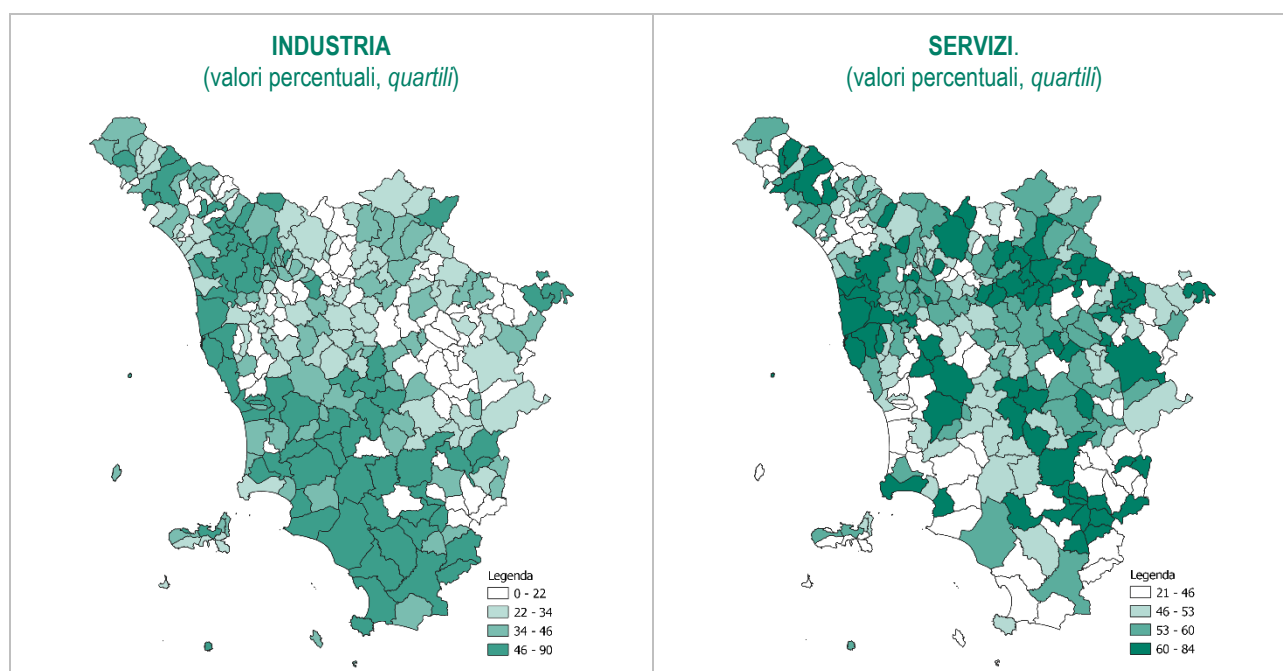 INDUSTRIA
(valori percentuali, quartili)
Legenda
0 - 22
22 - 34
34 - 46
46 - 90
SERVIZI.
(valori percentuali, quartili)
Legenda
21 - 46
46 - 53
53 - 60
60 - 84